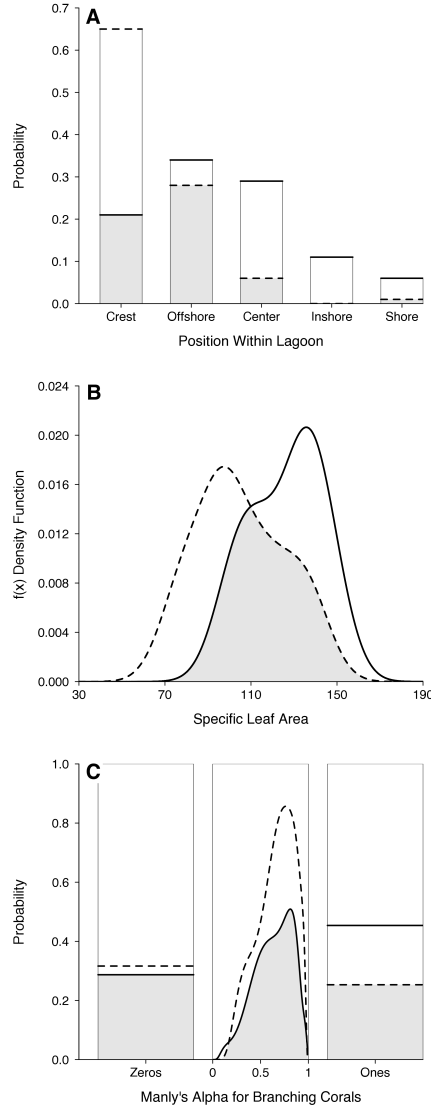 A
0.7
0.6
0.5
0.4
0.3
0.2
0.1
0.0
Probability
Crest Offshore Center Inshore Shore
Position Within Lagoon
B
0.024
0.020
0.016
0.012
0.008
0.004
0.000
f(x) Density Function
30 70 110 150 190
Specific Leaf Area
C
1.0
0.8
0.6
0.4
0.2
0.0
Probability
Zeros 0 0.5 1 Ones
Manly's Alpha for Branching Corals